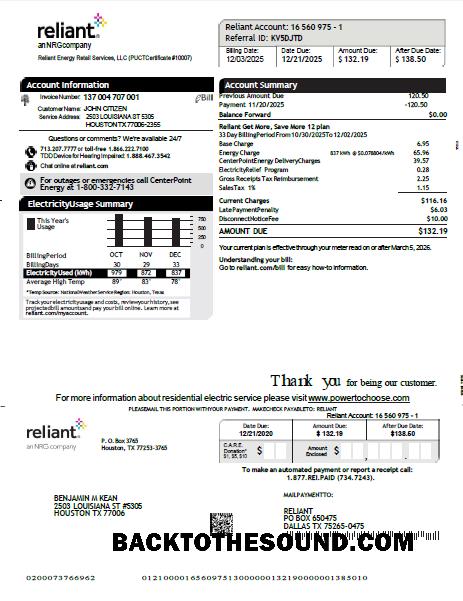 reliant
an NRG company
Reliant Energy Retail Services, LLC (PUCT Certificate #10007)
Reliant Account: 16 560 975 - 1
Referral ID: KV5DJTD
Billing Date: Date Due: Amount Due: After Due Date:
12/03/2025 12/21/2025 $ 132.19 $ 138.50
Account Information
Invoice Number: 137 004 707 001
eBill
Customer Name: JOHN CITIZEN
Service Address: 2503 LOUISIANA ST 5305
HOUSTON TX 77006-2355
Questions or comments? We're available 24/7
713.207.7777 or toll-free 1.866.222.7100
TDD Device for Hearing Impaired: 1.888.467.3542
Chat online at reliant.com
For outages or emergencies call CenterPoint
Energy at 1-800-332-7143
Electricity Usage Summary
This Year's
Usage
750
500
250
0
Billing Period OCT NOV DEC
Billing Days 30 29 33
Electricity Used (kWh) 979 872 837
Average High Temp 89° 83° 78°
*Temp Source: National Weather Service Region: Houston, Texas
Track your electricity usage and costs, review your history, see
projected bill amounts and pay your bill online. Learn more at
reliant.com/myaccount.
Account Summary
Previous Amount Due 120.50
Payment 11/20/2025 -120.50
Balance Forward $0.00
Reliant Get More, Save More 12 plan
33 Day Billing Period From 10/30/2025 To 12/02/2025
Base Charge 6.95
Energy Charge 837 kWh @ $0.078804/kWh 65.96
CenterPoint Energy Delivery Charges 39.57
Electricity Relief Program 0.28
Gross Receipts Tax Reimbursement 2.25
Sales Tax 1% 1.15
Current Charges $116.16
Late Payment Penalty $6.03
Disconnect Notice Fee $10.00
AMOUNT DUE $132.19
Your current plan is effective through your meter read on or after March 5, 2026.
Understanding your bill:
Go to reliant.com/bill for easy how-to information.
Thank you for being our customer.
For more information about residential electric service please visit www.powertochoose.com
PLEASE MAIL THIS PORTION WITH YOUR PAYMENT. MAKE CHECK PAYABLE TO: RELIANT
Reliant Account: 16 560 975 - 1
reliant
an NRG company
P. O. Box 3765
Houston, TX 77253-3765
Date Due: Amount Due: After Due Date:
12/21/2020 $ 132.19 $138.50
C.A.R.E.
Donation*
$1, $5, $10
$
Amount
Enclosed
$
To make an automated payment or report a receipt call:
1.877.REI.PAID (734.7243).
BENJAMIN M KEAN
2503 LOUISIANA ST #5305
HOUSTON TX 77006
MAIL PAYMENT TO:
RELIANT
PO BOX 650475
DALLAS TX 75265-0475
BACKTOTHESOUND.COM
0200073766962 0121000016560975130000013219000001385010